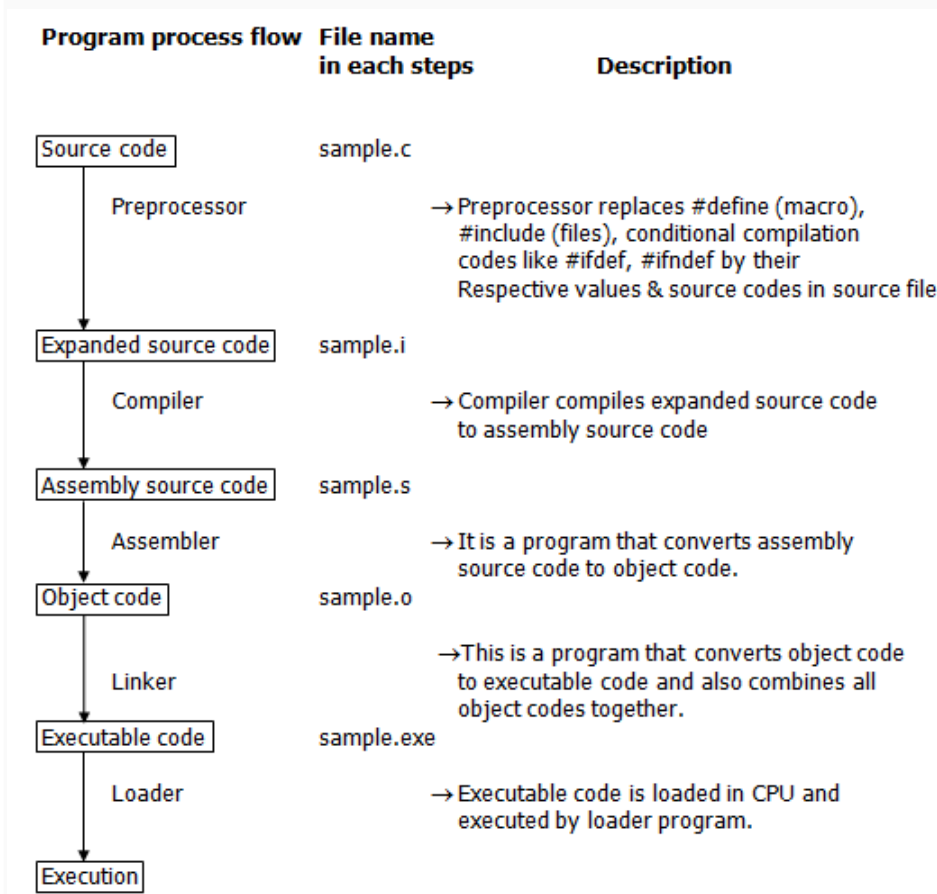 Program process flow File name
in each steps Description
Source code sample.c
Preprocessor → Preprocessor replaces #define (macro),
#include (files), conditional compilation
codes like #ifdef, #ifndef by their
Respective values & source codes in source file
Expanded source code sample.i
Compiler → Compiler compiles expanded source code
to assembly source code
Assembly source code sample.s
Assembler → It is a program that converts assembly
source code to object code.
Object code sample.o
→This is a program that converts object code
Linker to executable code and also combines all
object codes together.
Executable code sample.exe
Loader → Executable code is loaded in CPU and
executed by loader program.
Execution